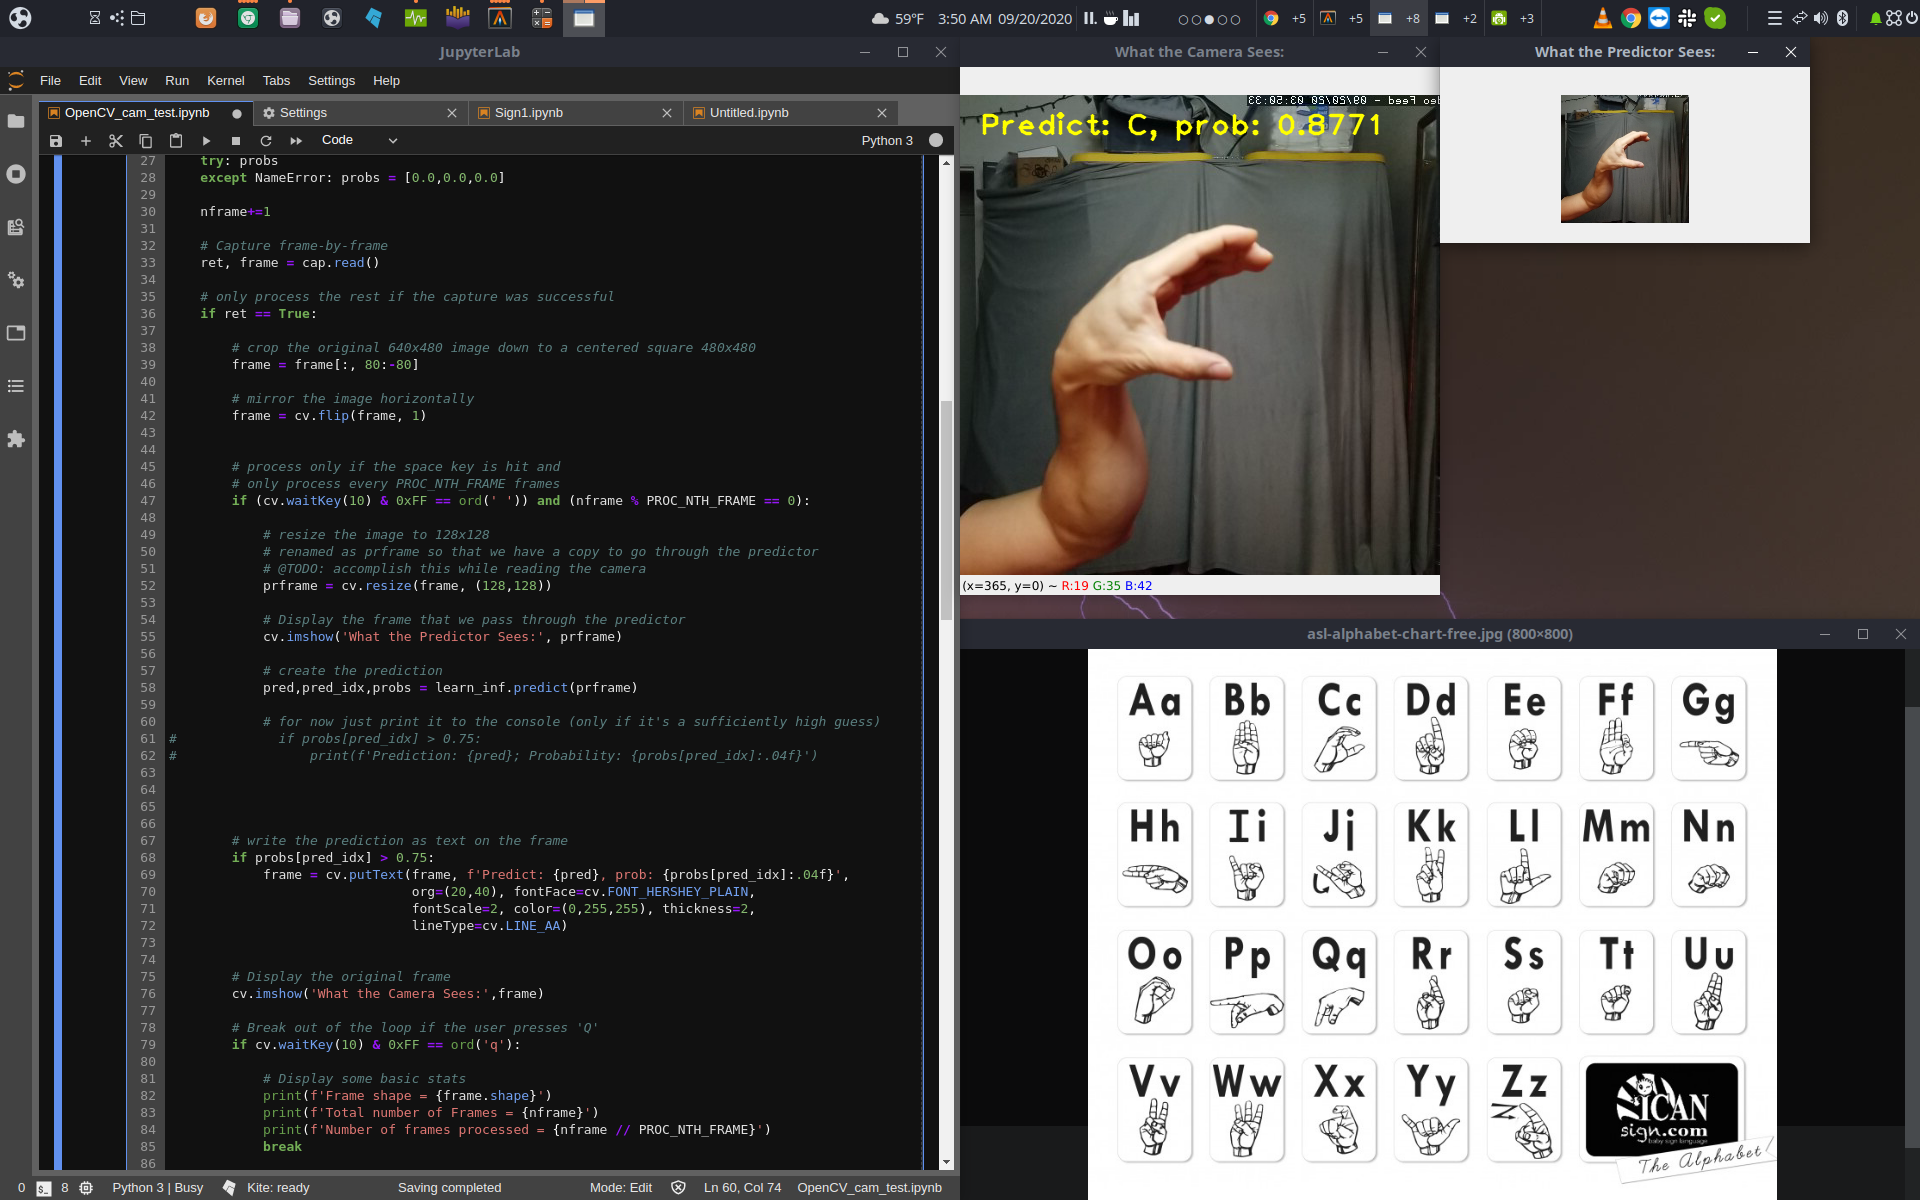 59°F 3:50 AM 09/20/2020
+5
+5
+8
+2
+3
JupyterLab
File Edit View Run Kernel Tabs Settings Help
OpenCV_cam_test.ipynb
Settings
Sign1.ipynb
Untitled.ipynb
Code
Python 3
27 try: probs
28 except NameError: probs = [0.0,0.0,0.0]
29
30 nframe+=1
31
32 # Capture frame-by-frame
33 ret, frame = cap.read()
34
35 # only process the rest if the capture was successful
36 if ret == True:
37
38 # crop the original 640x480 image down to a centered square 480x480
39 frame = frame[:, 80:-80]
40
41 # mirror the image horizontally
42 frame = cv.flip(frame, 1)
43
44
45 # process only if the space key is hit and
46 # only process every PROC_NTH_FRAME frames
47 if (cv.waitKey(10) & 0xFF == ord(' ')) and (nframe % PROC_NTH_FRAME == 0):
48
49 # resize the image to 128x128
50 # renamed as prframe so that we have a copy to go through the predictor
51 # @TODO: accomplish this while reading the camera
52 prframe = cv.resize(frame, (128,128))
53
54 # Display the frame that we pass through the predictor
55 cv.imshow('What the Predictor Sees:', prframe)
56
57 # create the prediction
58 pred,pred_idx,probs = learn_inf.predict(prframe)
59
60 # for now just print it to the console (only if it's a sufficiently high guess)
61 # if probs[pred_idx] > 0.75:
62 # print(f'Prediction: {pred}; Probability: {probs[pred_idx]:.04f}')
63
64
65
66
67 # write the prediction as text on the frame
68 if probs[pred_idx] > 0.75:
69 frame = cv.putText(frame, f'Predict: {pred}, prob: {probs[pred_idx]:.04f}',
70 org=(20,40), fontFace=cv.FONT_HERSHEY_PLAIN,
71 fontScale=2, color=(0,255,255), thickness=2,
72 lineType=cv.LINE_AA)
73
74
75 # Display the original frame
76 cv.imshow('What the Camera Sees:',frame)
77
78 # Break out of the loop if the user presses 'Q'
79 if cv.waitKey(10) & 0xFF == ord('q'):
80
81 # Display some basic stats
82 print(f'Frame shape = {frame.shape}')
83 print(f'Total number of Frames = {nframe}')
84 print(f'Number of frames processed = {nframe // PROC_NTH_FRAME}')
85 break
86
0 8 Python 3 | Busy Kite: ready Saving completed Mode: Edit Ln 60, Col 74 OpenCV_cam_test.ipynb
What the Camera Sees:
Feed - 09/20/20 03:50:33
Predict: C, prob: 0.8771
(x=365, y=0) ~ R:19 G:35 B:42
What the Predictor Sees:
asl-alphabet-chart-free.jpg (800×800)
Aa Bb Cc Dd Ee Ff Gg
Hh Ii Jj Kk Ll Mm Nn
Oo Pp Qq Rr Ss Tt Uu
Vv Ww Xx Yy Zz
ICAN
sign.com
baby sign language
The Alphabet